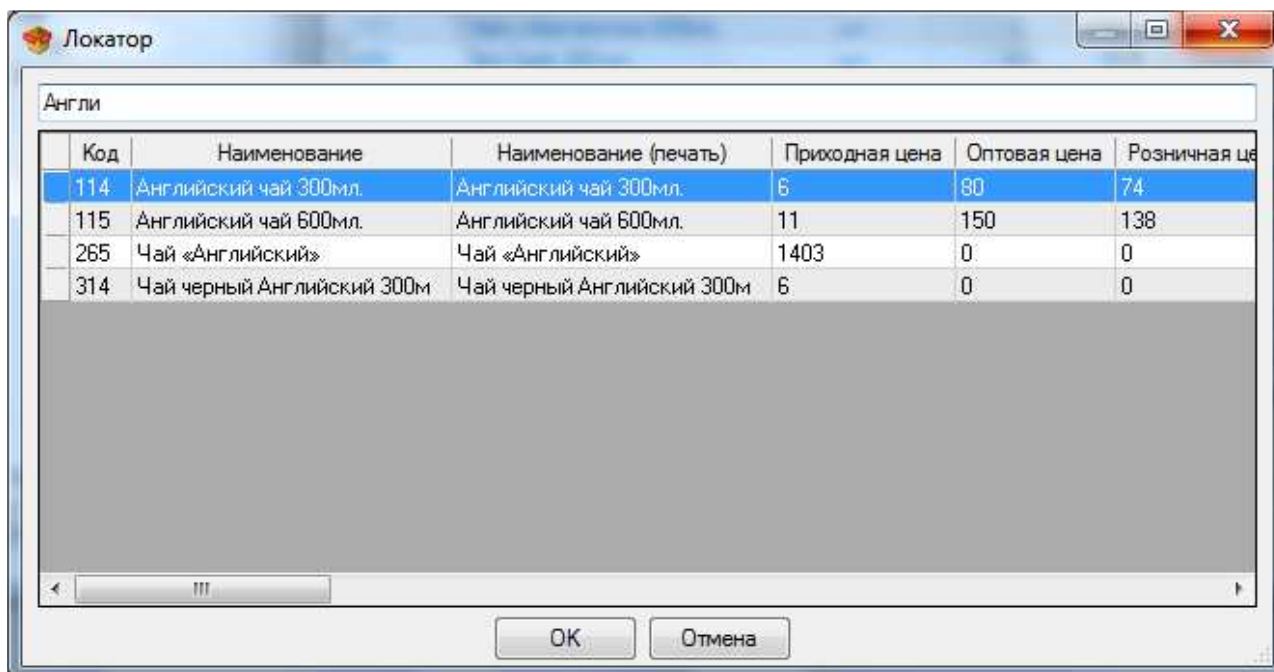 Локатор
Англи
Код Наименование Наименование (печать) Приходная цена Оптовая цена Розничная це
114 Английский чай 300мл. Английский чай 300мл. 6 80 74
115 Английский чай 600мл. Английский чай 600мл. 11 150 138
265 Чай «Английский» Чай «Английский» 1403 0 0
314 Чай черный Английский 300м Чай черный Английский 300м 6 0 0
OK Отмена